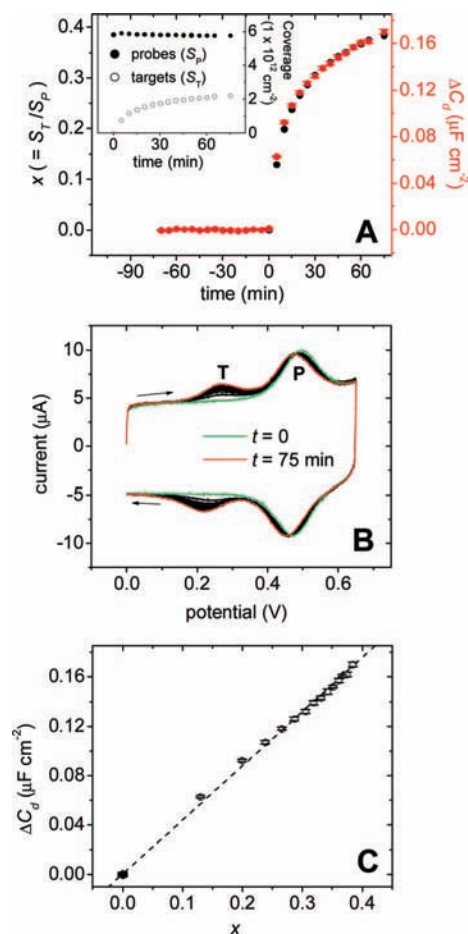 0.4
0.3
0.2
0.1
0.0
x ( = S_T /S_P)
probes (S_P)
targets (S_T)
0 30 60
time (min)
6
4
2
0
Coverage
(1 x 10^12 cm^-2)
0.16
0.12
0.08
0.04
0.00
ΔC_d (μF cm^-2)
A
-90 -60 -30 0 30 60
time (min)
10
5
0
-5
-10
current (μA)
T
P
t = 0
t = 75 min
B
0.0 0.2 0.4 0.6
potential (V)
0.16
0.12
0.08
0.04
0.00
ΔC_d (μF cm^-2)
C
0.0 0.1 0.2 0.3 0.4
x